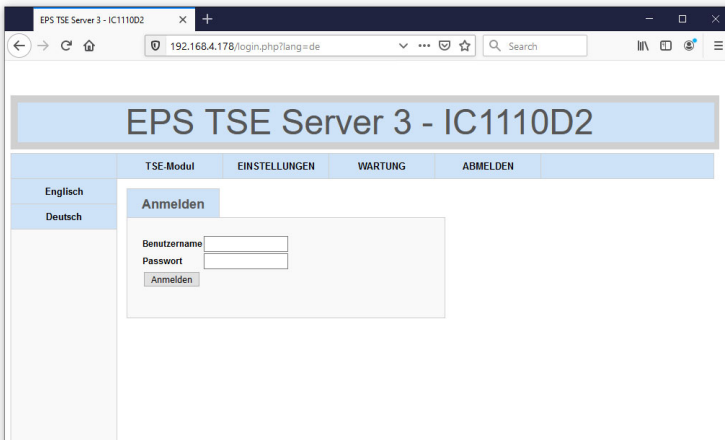 EPS TSE Server 3 - IC1110D2
192.168.4.178/login.php?lang=de
Search
EPS TSE Server 3 - IC1110D2
TSE-Modul EINSTELLUNGEN WARTUNG ABMELDEN
Englisch
Deutsch
Anmelden
Benutzername
Passwort
Anmelden